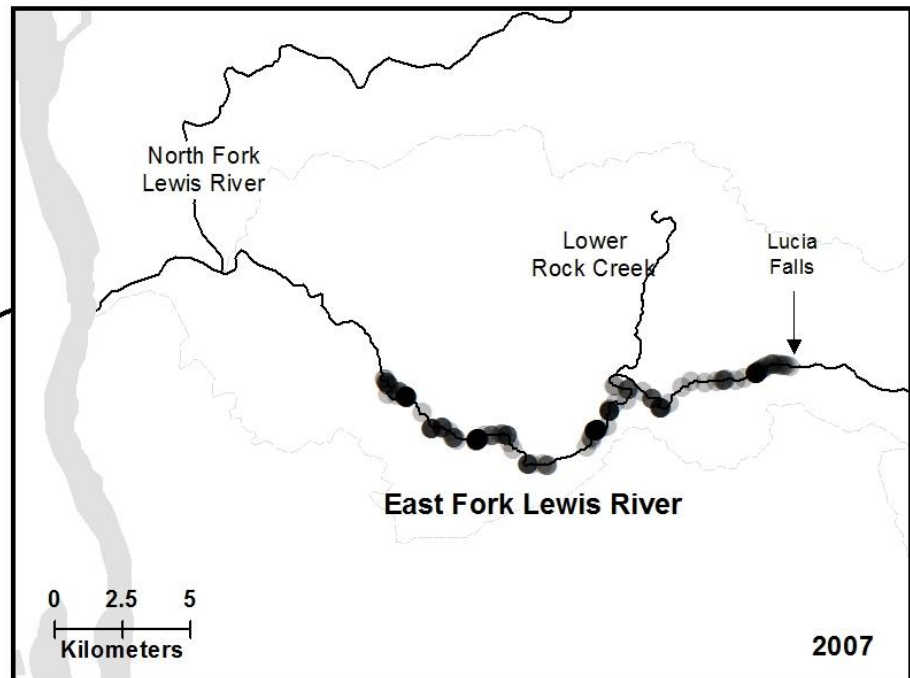 North Fork
Lewis River
Lower
Rock Creek
Lucia
Falls
East Fork Lewis River
0 2.5 5
Kilometers
2007